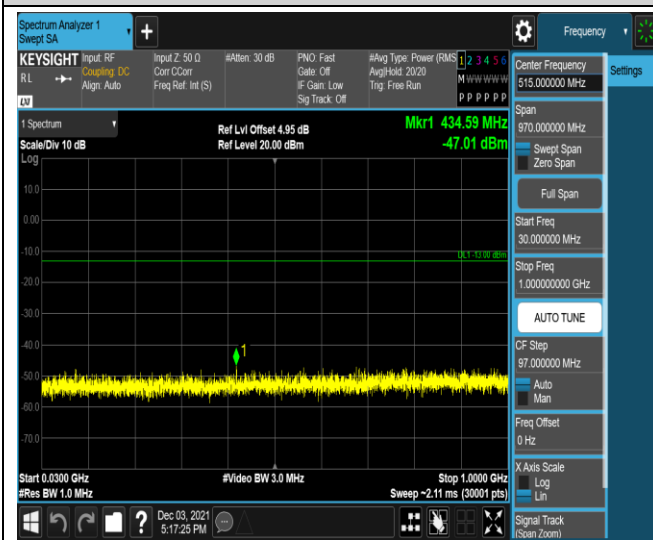 Spectrum Analyzer 1
Swept SA
+
Frequency
KEYSIGHT
RL
LXI
Input: RF
Coupling: DC
Align: Auto
Input Z: 50 Ω
Corr CCorr
Freq Ref: Int (S)
#Atten: 30 dB
PNO: Fast
Gate: Off
IF Gain: Low
Sig Track: Off
#Avg Type: Power (RMS
Avg|Hold: 20/20
Trig: Free Run
1 2 3 4 5 6
M W W W W W
P P P P P P
1 Spectrum
Scale/Div 10 dB
Log
Ref Lvl Offset 4.95 dB
Ref Level 20.00 dBm
Mkr1 434.59 MHz
-47.01 dBm
10.0
0.00
-10.0
-20.0
-30.0
-40.0
-50.0
-60.0
-70.0
DL1 -13.00 dBm
1
Start 0.0300 GHz
#Res BW 1.0 MHz
#Video BW 3.0 MHz
Stop 1.0000 GHz
Sweep ~2.11 ms (30001 pts)
?
Dec 03, 2021
5:17:25 PM
Center Frequency
515.000000 MHz
Span
970.000000 MHz
Swept Span
Zero Span
Full Span
Start Freq
30.000000 MHz
Stop Freq
1.000000000 GHz
AUTO TUNE
CF Step
97.000000 MHz
Auto
Man
Freq Offset
0 Hz
X Axis Scale
Log
Lin
Signal Track
(Span Zoom)
Settings